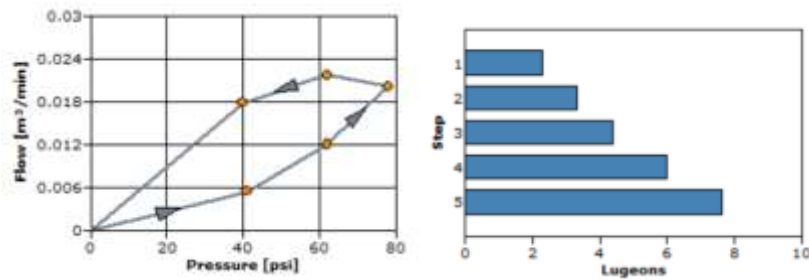 Flow [m³/min]
0.03
0.024
0.018
0.012
0.006
0
0 20 40 60 80
Pressure [psi]
Step
1
2
3
4
5
0 2 4 6 8 10
Lugeons